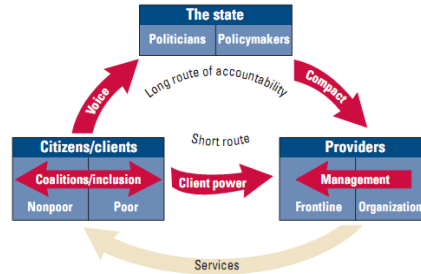 The state
Politicians Policymakers
Voice
Long route of accountability
Compact
Short route
Citizens/clients
Coalitions/inclusion
Nonpoor Poor
Client power
Providers
Management
Frontline Organization
Services